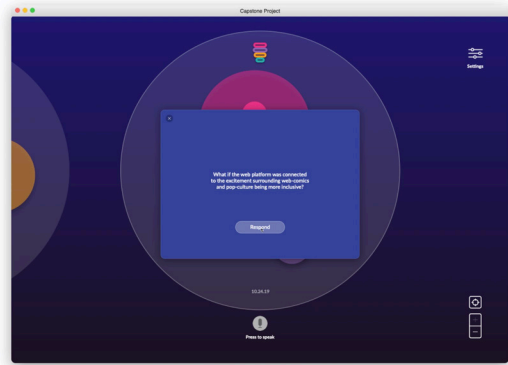 Capstone Project
Settings
What if the web platform was connected
to the excitement surrounding web-comics
and pop-culture being more inclusive?
Respond
10.24.19
Press to speak